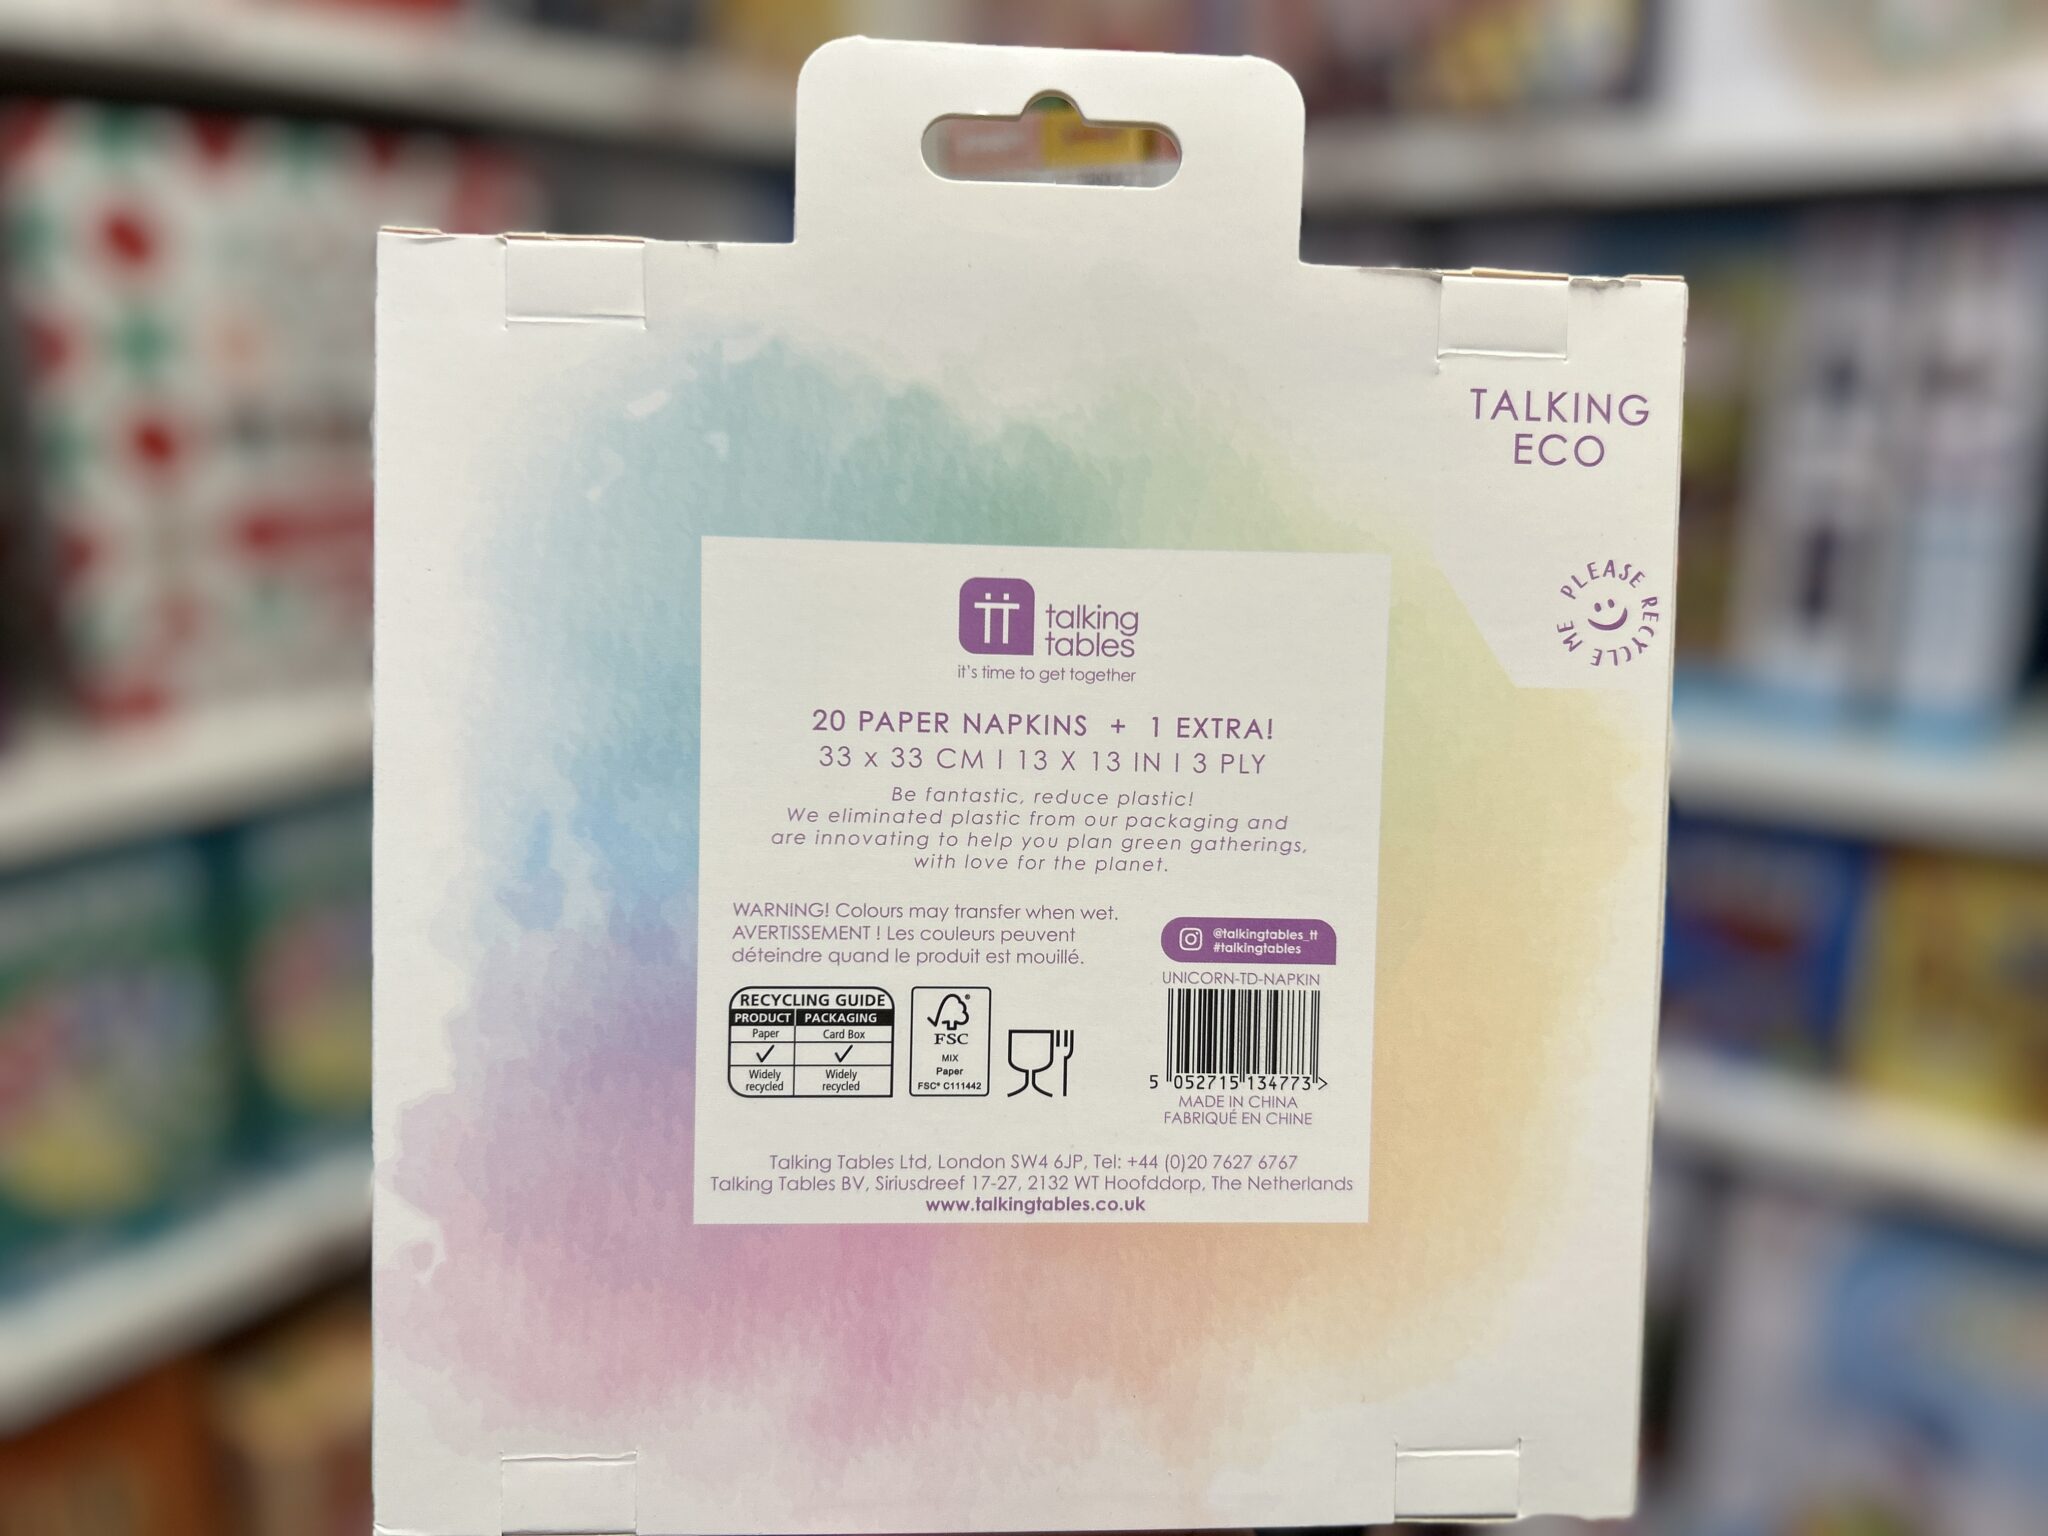 TALKING
ECO
PLEASE RECYCLE ME
talking
tables
it's time to get together
20 PAPER NAPKINS + 1 EXTRA!
33 x 33 CM | 13 X 13 IN | 3 PLY
Be fantastic, reduce plastic!
We eliminated plastic from our packaging and
are innovating to help you plan green gatherings,
with love for the planet.
WARNING! Colours may transfer when wet.
AVERTISSEMENT ! Les couleurs peuvent
déteindre quand le produit est mouillé.
@talkingtables_tt
#talkingtables
UNICORN-TD-NAPKIN
RECYCLING GUIDE
PRODUCT PACKAGING
Paper Card Box
Widely Widely
recycled recycled
®
FSC
MIX
Paper
FSC® C111442
5 052715 134773 >
MADE IN CHINA
FABRIQUÉ EN CHINE
Talking Tables Ltd, London SW4 6JP, Tel: +44 (0)20 7627 6767
Talking Tables BV, Siriusdreef 17-27, 2132 WT Hoofddorp, The Netherlands
www.talkingtables.co.uk